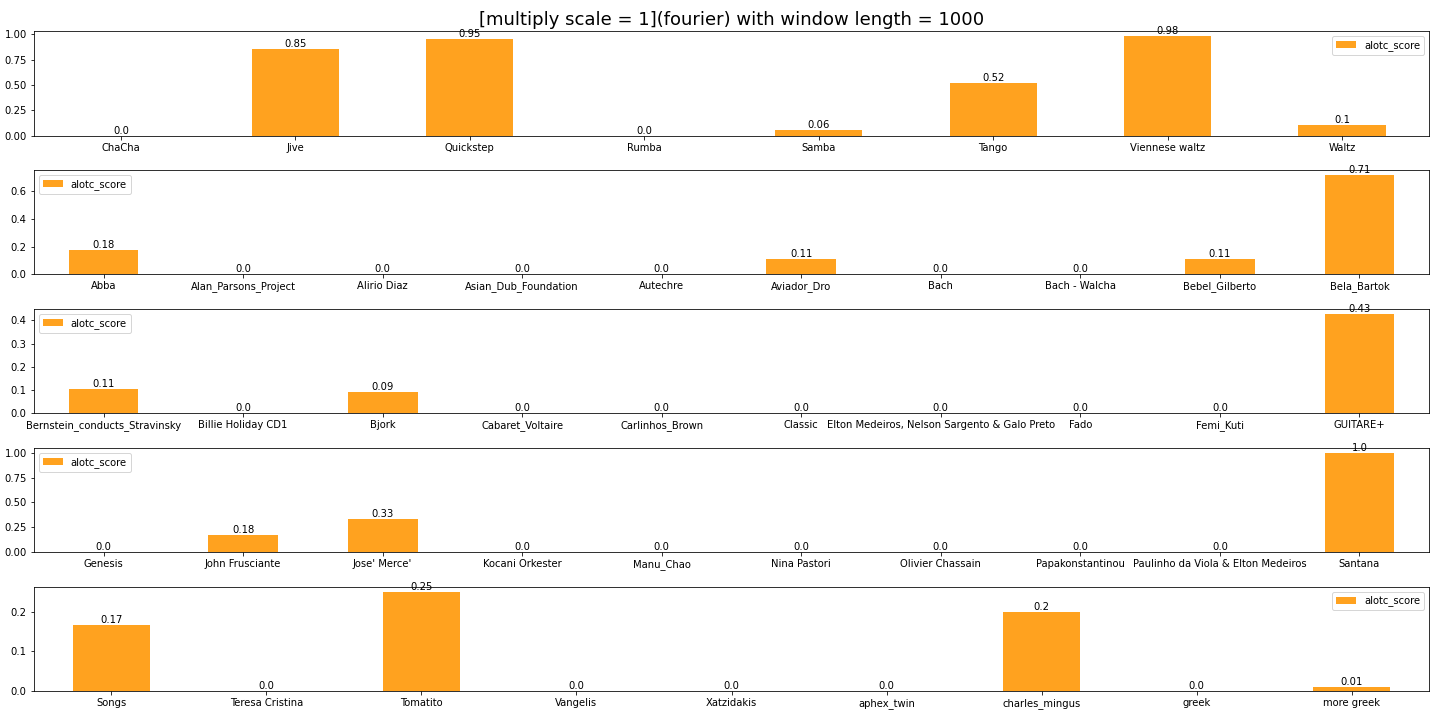 [multiply scale = 1](fourier) with window length = 1000
1.00
0.75
0.50
0.25
0.00
0.0 0.85 0.95 0.0 0.06 0.52 0.98 0.1
alotc_score
ChaCha Jive Quickstep Rumba Samba Tango Viennese waltz Waltz
0.6
0.4
0.2
0.0
alotc_score
0.18 0.0 0.0 0.0 0.0 0.11 0.0 0.0 0.11 0.71
Abba Alan_Parsons_Project Alirio Diaz Asian_Dub_Foundation Autechre Aviador_Dro Bach Bach - Walcha Bebel_Gilberto Bela_Bartok
0.4
0.3
0.2
0.1
0.0
alotc_score
0.11 0.0 0.09 0.0 0.0 0.0 0.0 0.0 0.0 0.43
Bernstein_conducts_Stravinsky Billie Holiday CD1 Bjork Cabaret_Voltaire Carlinhos_Brown Classic Elton Medeiros, Nelson Sargento & Galo Preto Fado Femi_Kuti GUITARE+
1.00
0.75
0.50
0.25
0.00
alotc_score
0.0 0.18 0.33 0.0 0.0 0.0 0.0 0.0 0.0 1.0
Genesis John Frusciante Jose' Merce' Kocani Orkester Manu_Chao Nina Pastori Olivier Chassain Papakonstantinou Paulinho da Viola & Elton Medeiros Santana
0.2
0.1
0.0
0.17 0.0 0.25 0.0 0.0 0.0 0.2 0.0 0.01
alotc_score
Songs Teresa Cristina Tomatito Vangelis Xatzidakis aphex_twin charles_mingus greek more greek